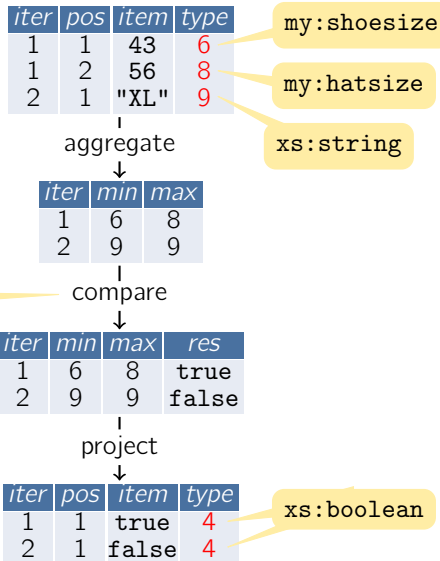 iter pos item type
1 1 43 6 my:shoesize
1 2 56 8 my:hatsize
2 1 "XL" 9 xs:string
aggregate
iter min max
1 6 8
2 9 9
compare
iter min max res
1 6 8 true
2 9 9 false
project
iter pos item type
1 1 true 4 xs:boolean
2 1 false 4